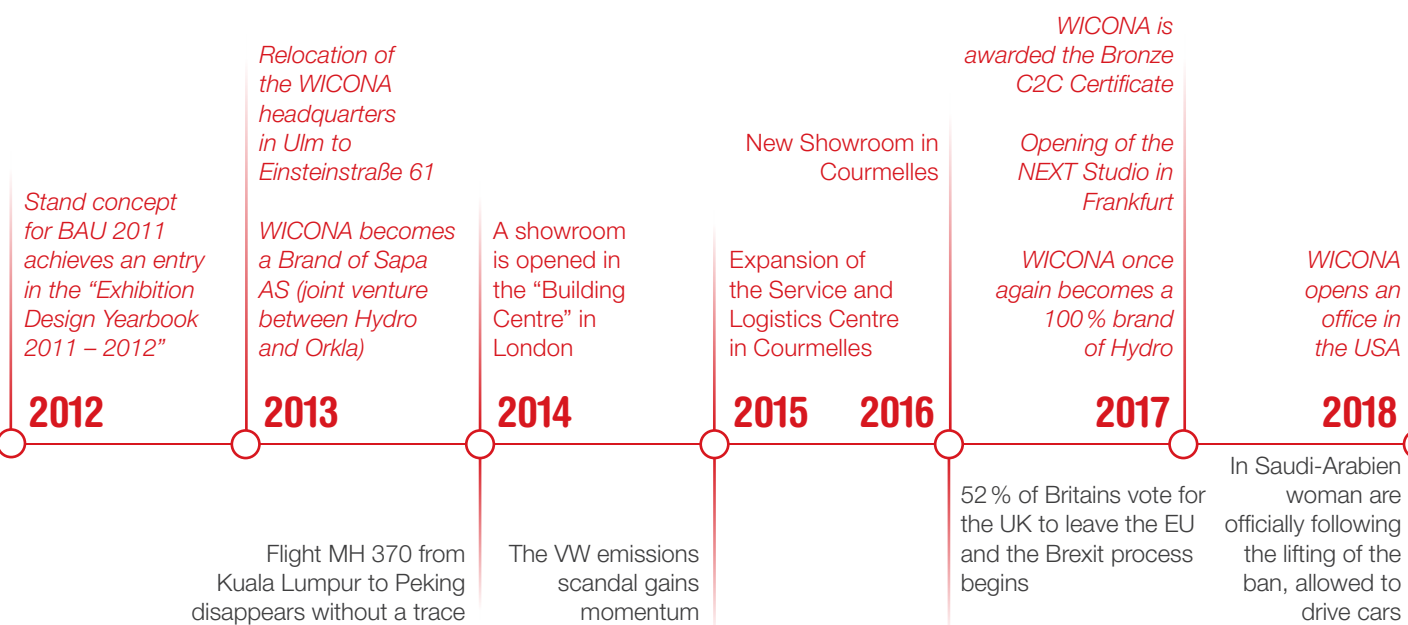 Stand concept
for BAU 2011
achieves an entry
in the “Exhibition
Design Yearbook
2011 – 2012”
2012
Relocation of
the WICONA
headquarters
in Ulm to
Einsteinstraße 61
WICONA becomes
a Brand of Sapa
AS (joint venture
between Hydro
and Orkla)
2013
A showroom
is opened in
the “Building
Centre” in
London
2014
Flight MH 370 from
Kuala Lumpur to Peking
disappears without a trace
Expansion of
the Service and
Logistics Centre
in Courmelles
2015
The VW emissions
scandal gains
momentum
New Showroom in
Courmelles
2016
52 % of Britains vote for
the UK to leave the EU
and the Brexit process
begins
WICONA is
awarded the Bronze
C2C Certificate
Opening of the
NEXT Studio in
Frankfurt
WICONA once
again becomes a
100 % brand
of Hydro
2017
WICONA
opens an
office in
the USA
2018
In Saudi-Arabien
woman are
officially following
the lifting of the
ban, allowed to
drive cars